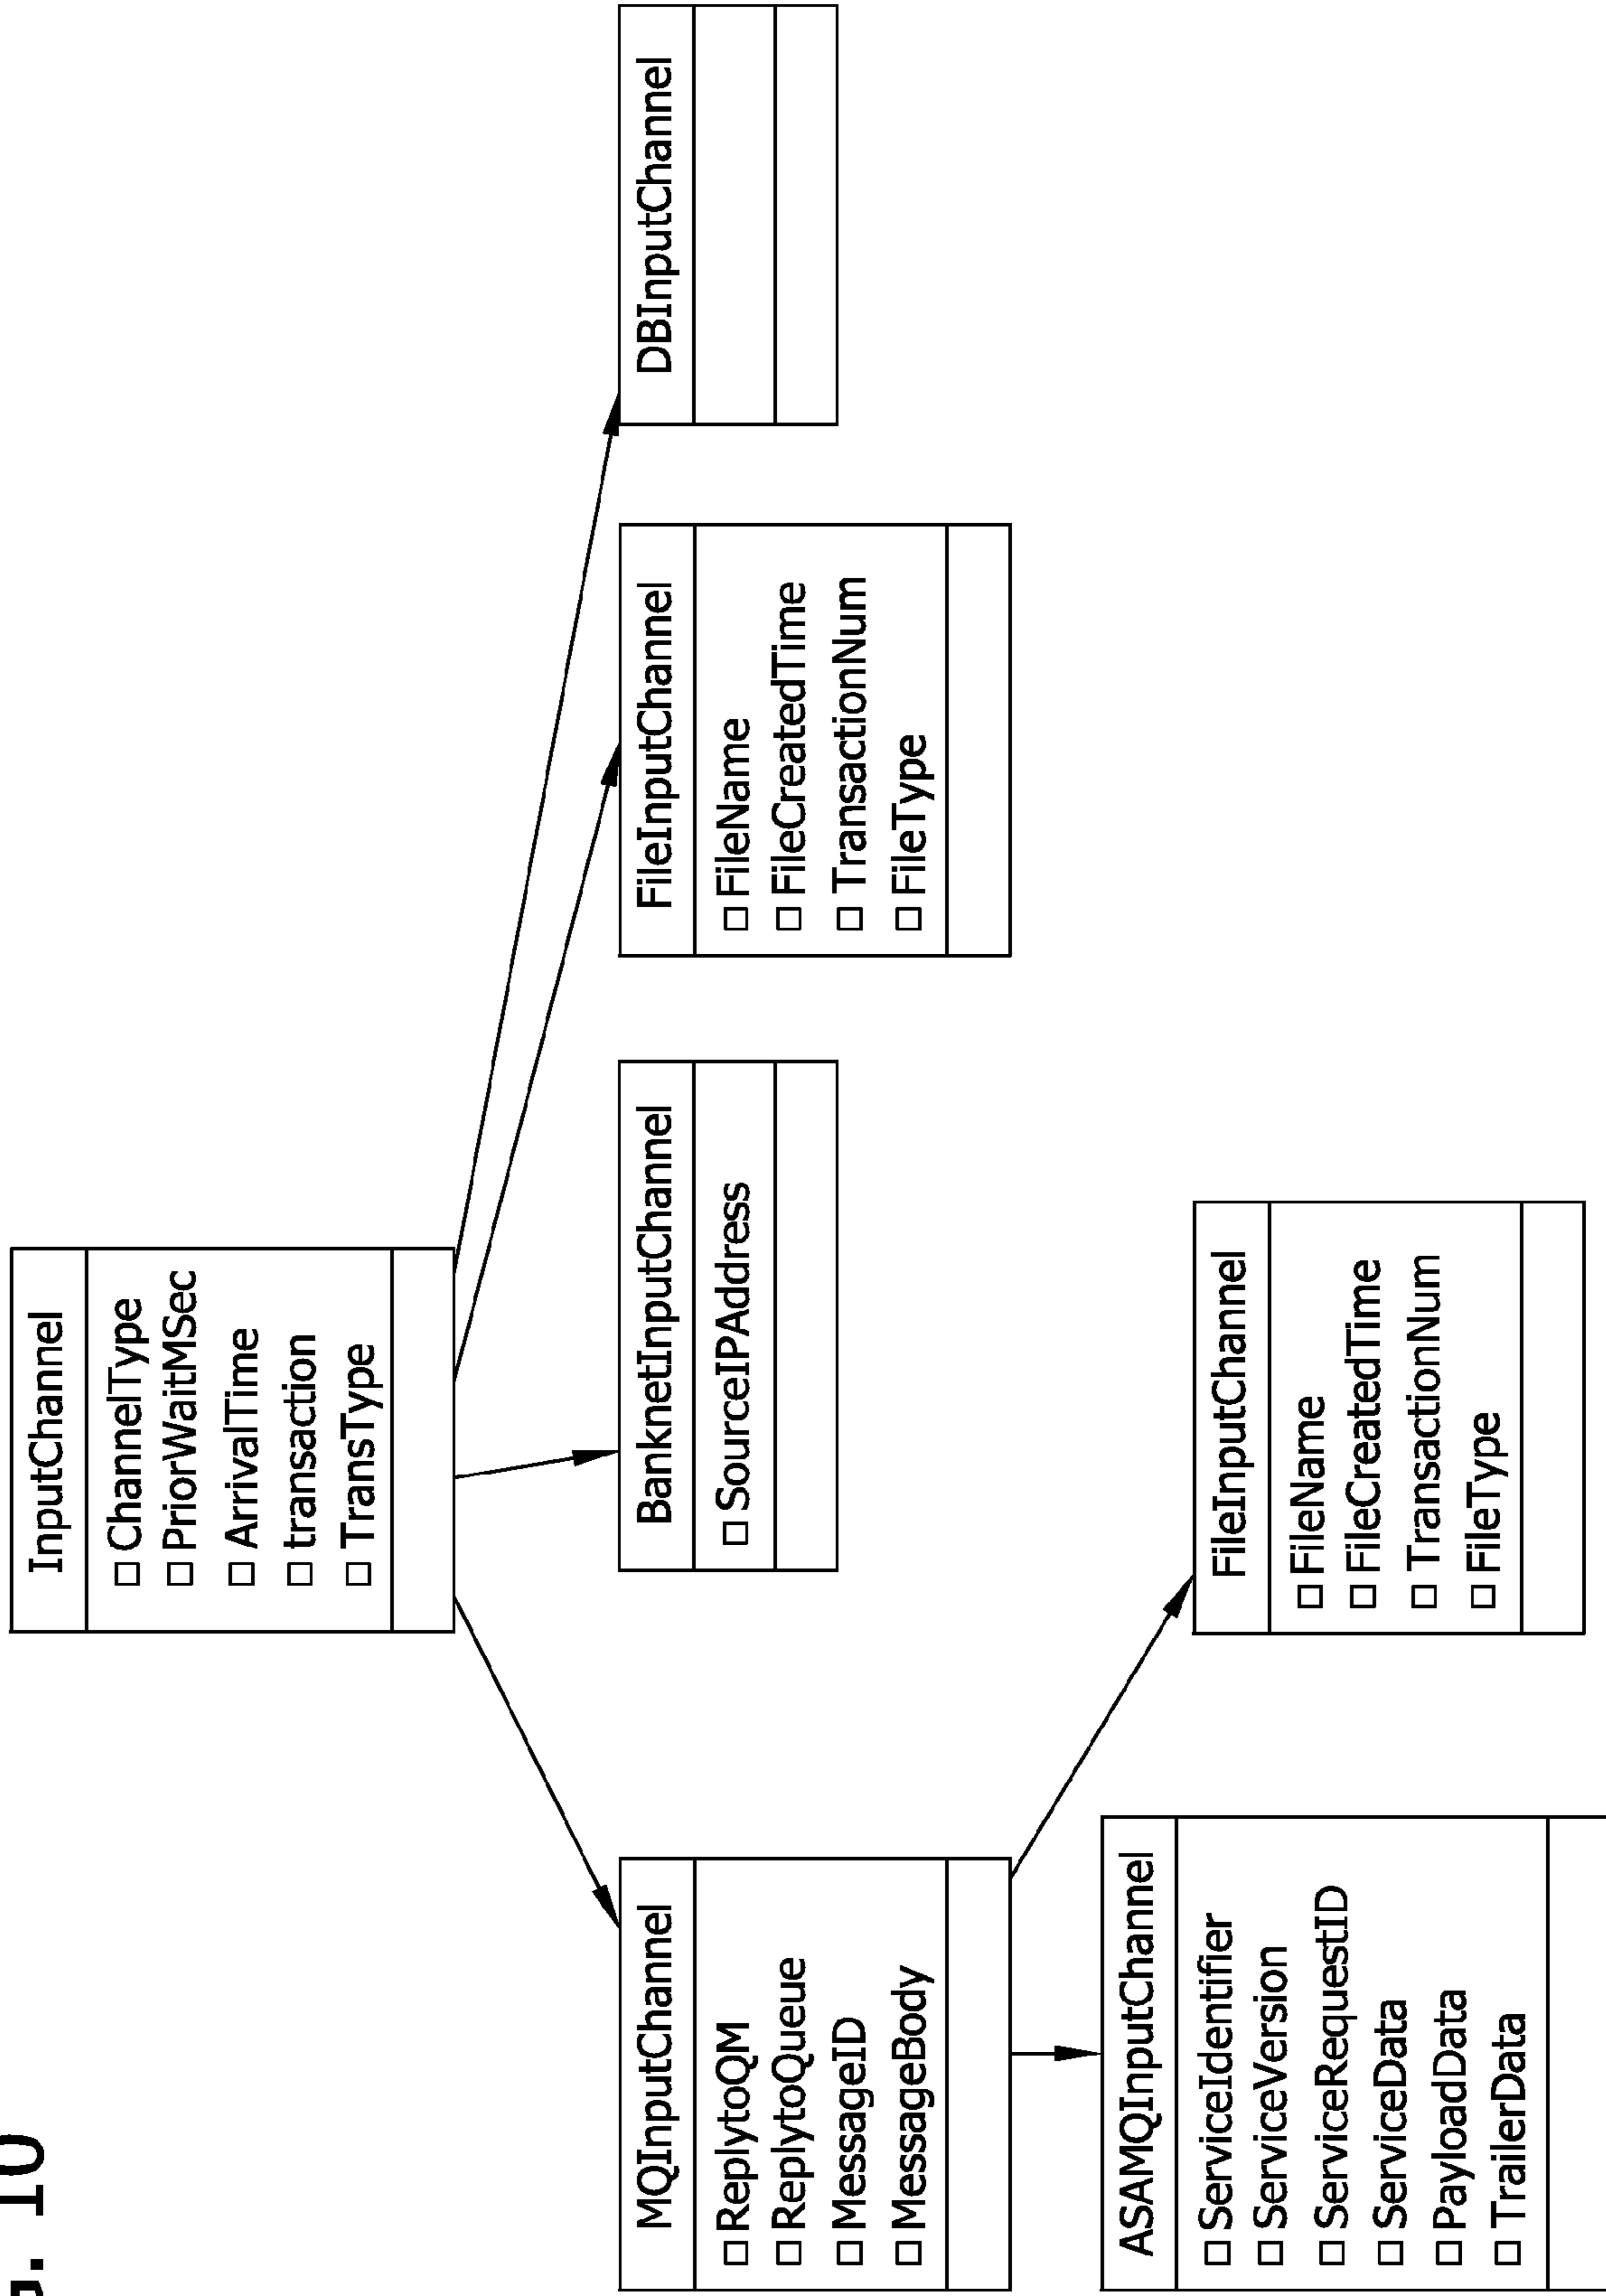 . 10
InputChannel
ChannelType
PriorWaitMSec
ArrivalTime
transaction
TransType
MQInputChannel
ReplytoQM
ReplytoQueue
MessageID
MessageBody
BanknetInputChannel
SourceIPAddress
FileInputChannel
FileName
FileCreatedTime
TransactionNum
FileType
DBInputChannel
ASAMQInputChannel
ServiceIdentifier
ServiceVersion
ServiceRequestID
ServiceData
PayloadData
TrailerData
FileInputChannel
FileName
FileCreatedTime
TransactionNum
FileType